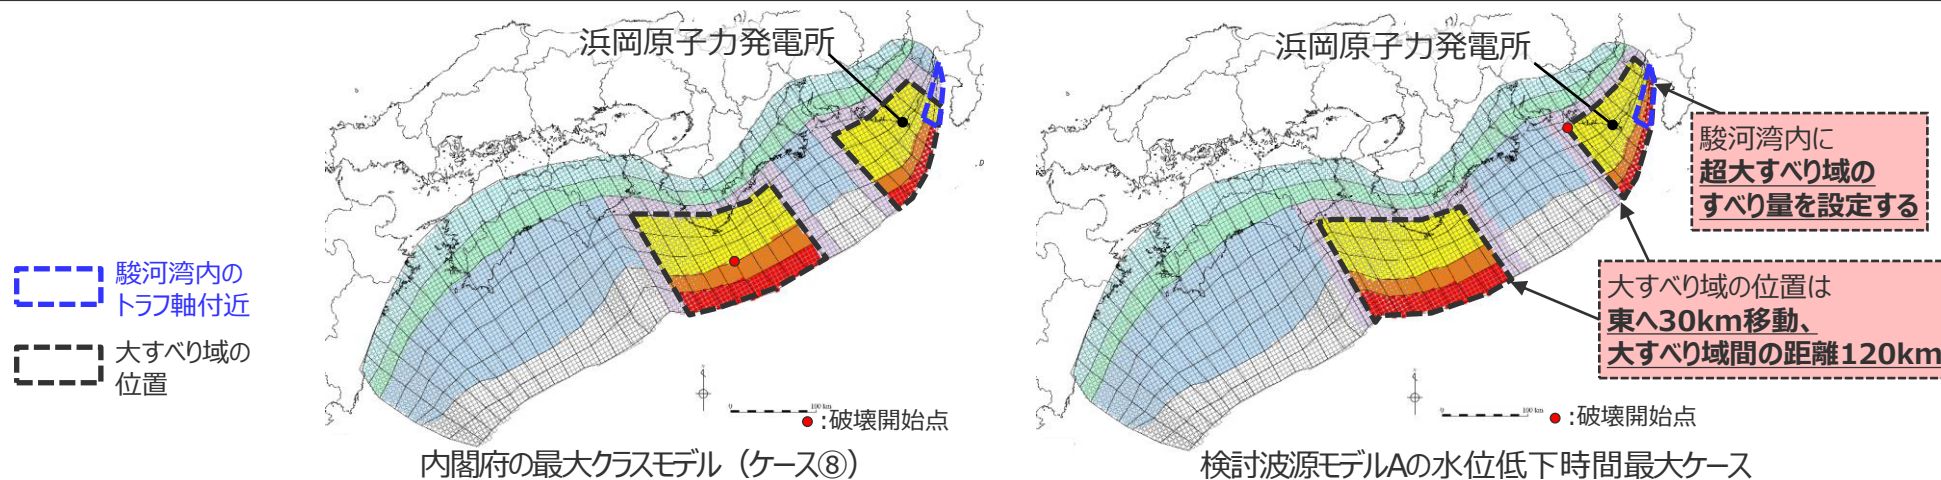 浜岡原子力発電所
浜岡原子力発電所
駿河湾内に
超大すべり域の
すべり量を設定する
駿河湾内の
トラフ軸付近
大すべり域の
位置
大すべり域の位置は
東へ30km移動、
大すべり域間の距離120km
0 100 km
:破壊開始点
0 100 km
:破壊開始点
内閣府の最大クラスモデル（ケース⑧）
検討波源モデルAの水位低下時間最大ケース